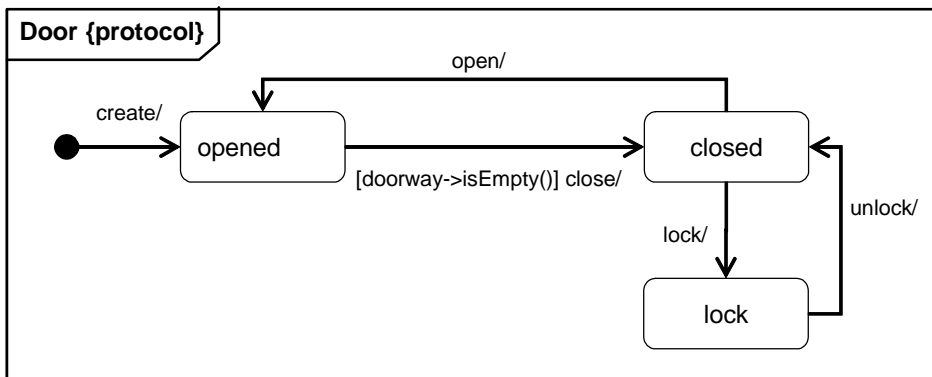 Door {protocol}
open/
create/
opened
closed
[doorway->isEmpty()] close/
unlock/
lock/
lock